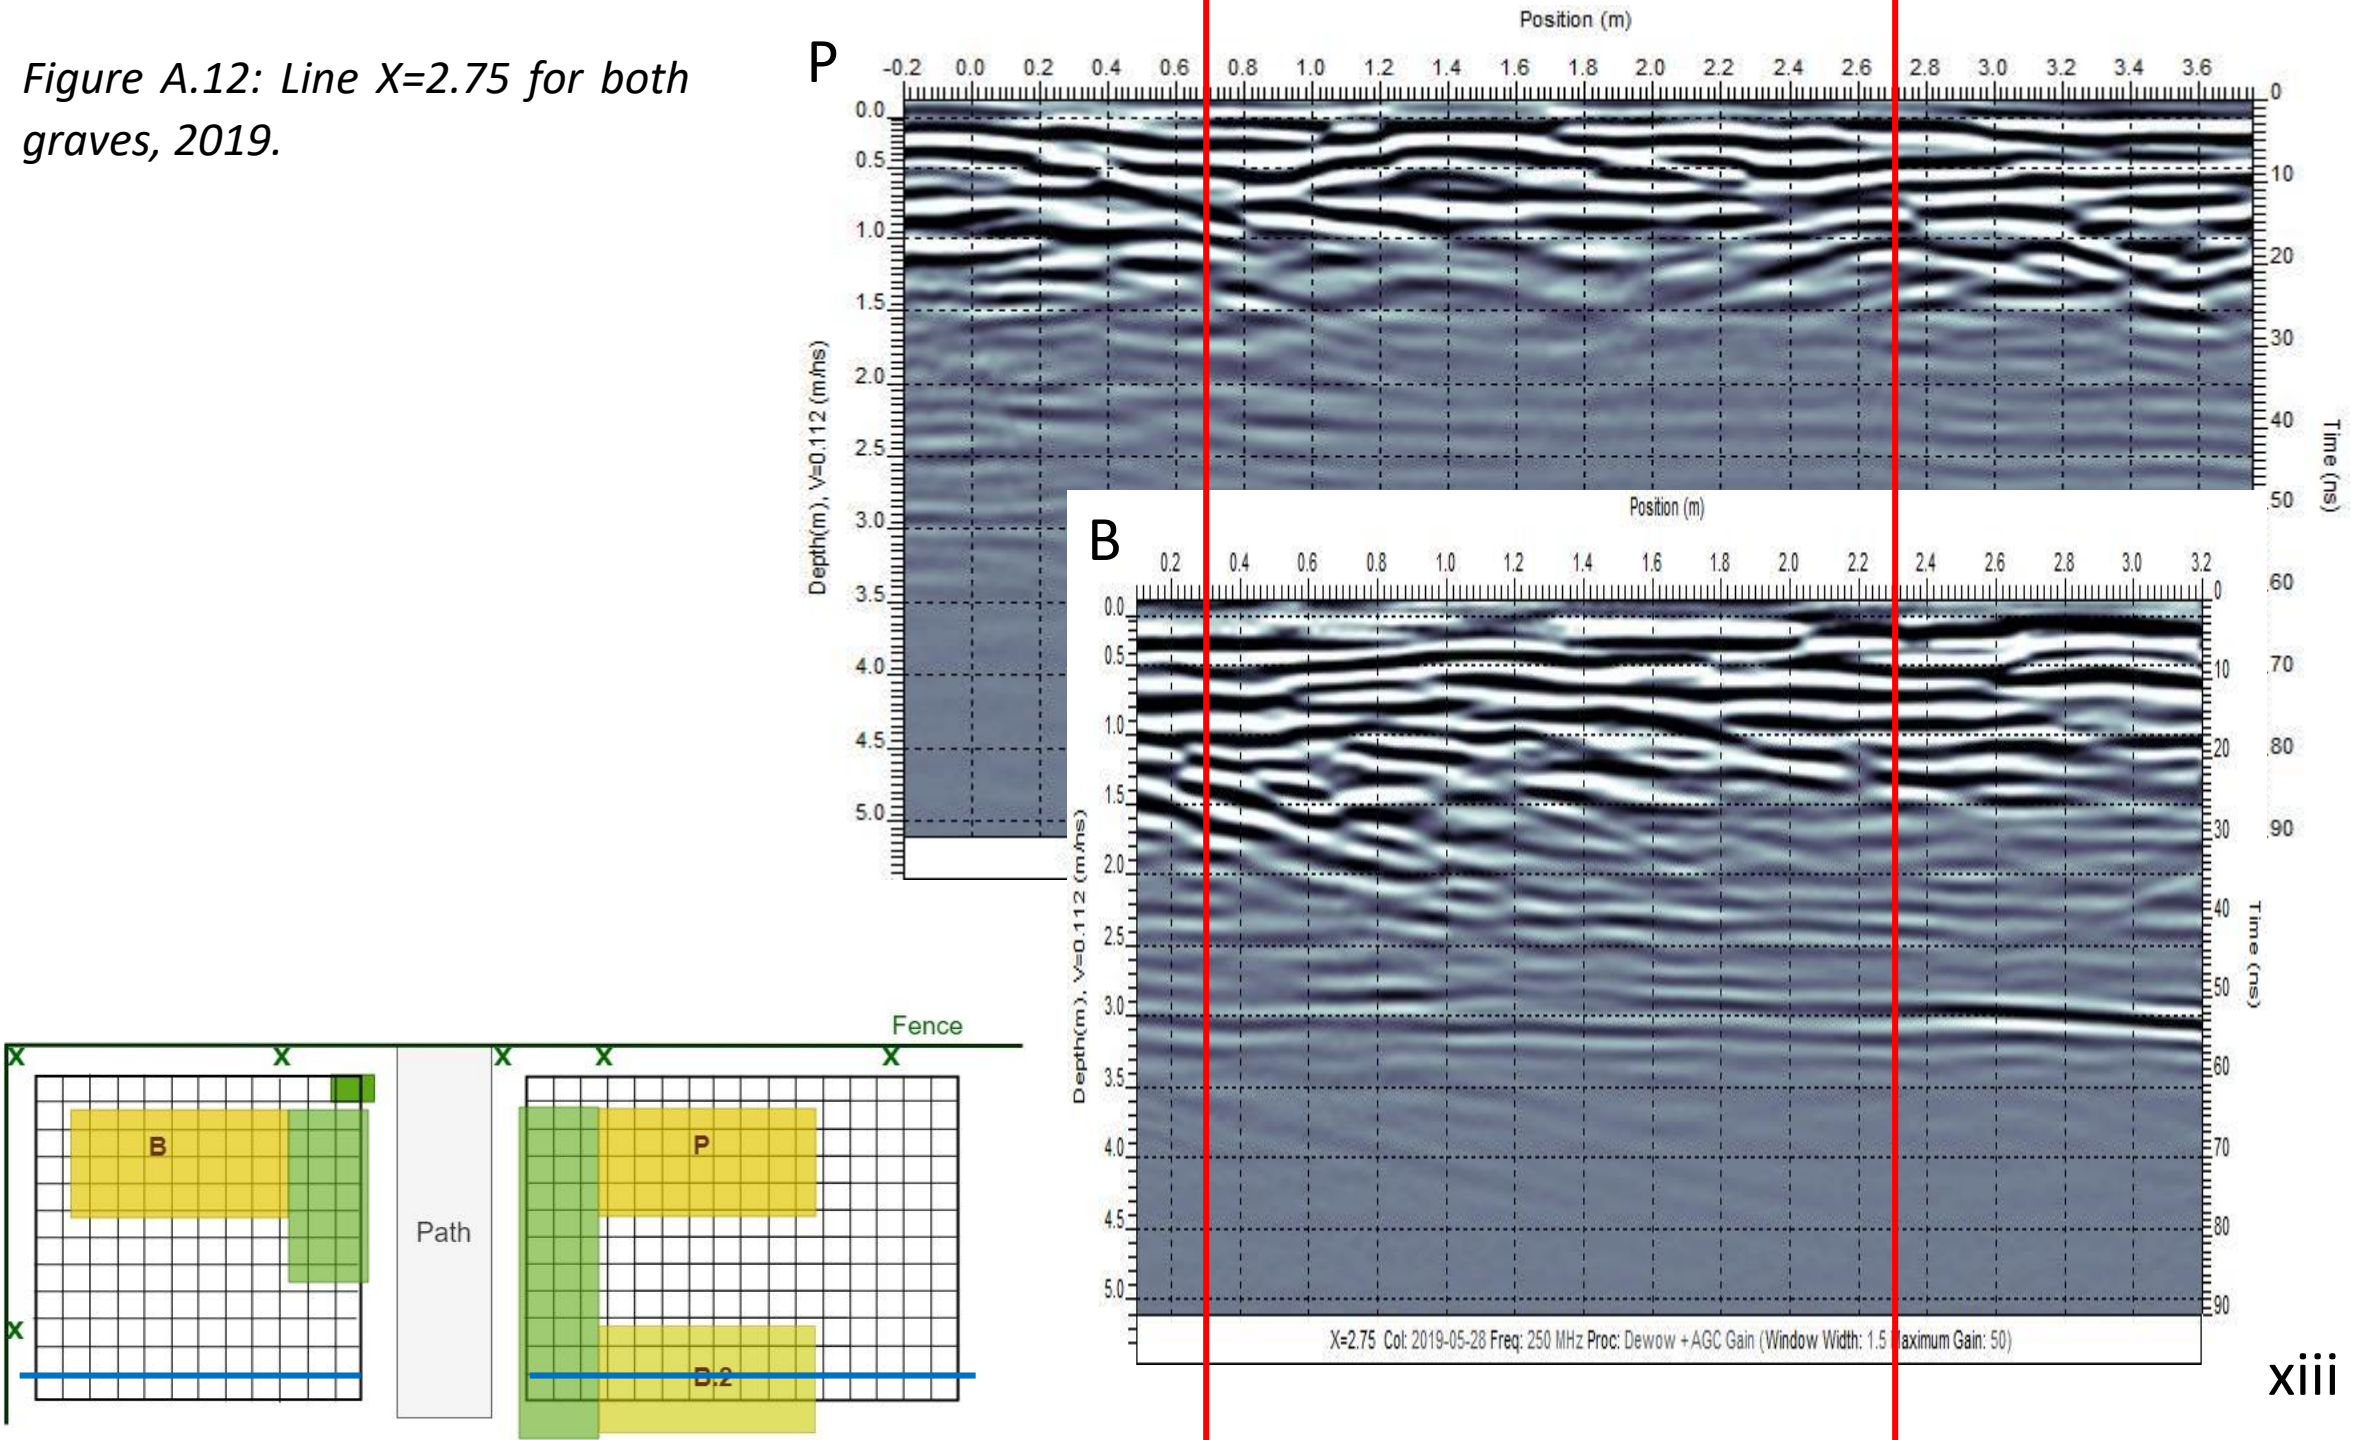 Figure A.12: Line X=2.75 for both
graves, 2019.
P
Position (m)
-0.2 0.0 0.2 0.4 0.6 0.8 1.0 1.2 1.4 1.6 1.8 2.0 2.2 2.4 2.6 2.8 3.0 3.2 3.4 3.6
0.0
0.5
1.0
1.5
2.0
2.5
3.0
3.5
4.0
4.5
5.0
Depth(m), V=0.112 (m/ns)
0
10
20
30
40
50
60
70
80
90
Time (ns)
B
Position (m)
0.2 0.4 0.6 0.8 1.0 1.2 1.4 1.6 1.8 2.0 2.2 2.4 2.6 2.8 3.0 3.2
0.0
0.5
1.0
1.5
2.0
2.5
3.0
3.5
4.0
4.5
5.0
Depth(m), V=0.112 (m/ns)
0
10
20
30
40
50
60
70
80
90
Time (ns)
X=2.75 Col: 2019-05-28 Freq: 250 MHz Proc: Dewow +AGC Gain (Window Width: 1.5 Maximum Gain: 50)
Fence
X X X X X
B
P
Path
X
B.2
xiii